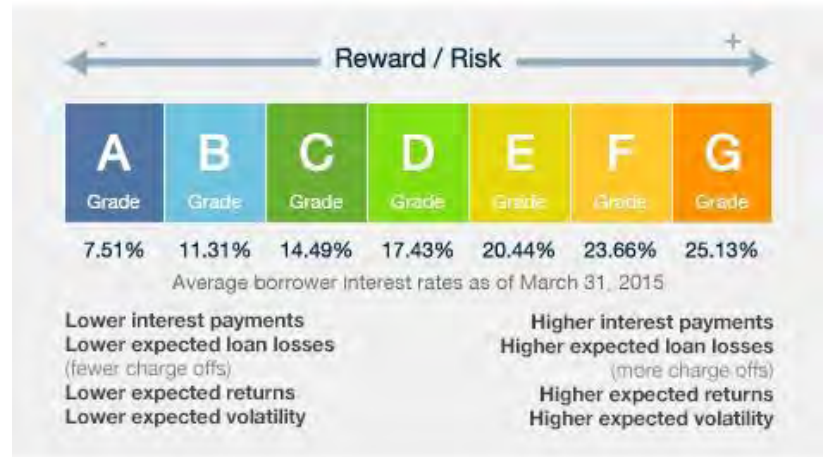 - Reward / Risk +
A B C D E F G
Grade Grade Grade Grade Grade Grade Grade
7.51% 11.31% 14.49% 17.43% 20.44% 23.66% 25.13%
Average borrower interest rates as of March 31, 2015
Lower interest payments
Lower expected loan losses
(fewer charge offs)
Lower expected returns
Lower expected volatility
Higher interest payments
Higher expected loan losses
(more charge offs)
Higher expected returns
Higher expected volatility